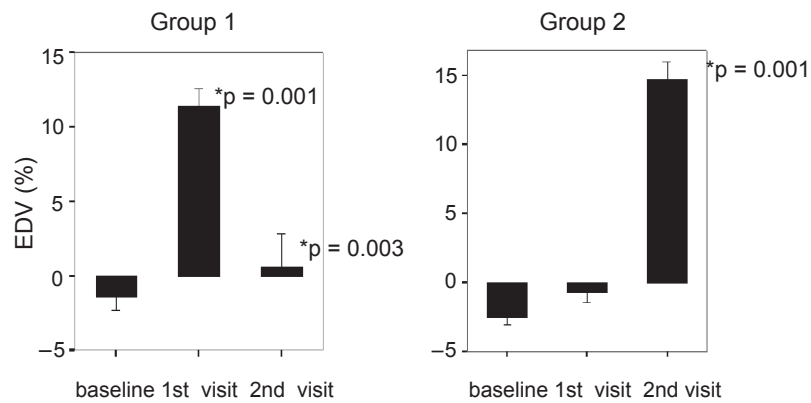 Group 1
Group 2
15
10
5
0
–5
EDV (%)
*p = 0.001
*p = 0.003
baseline 1st visit 2nd visit
15
10
5
0
–5
*p = 0.001
baseline 1st visit 2nd visit